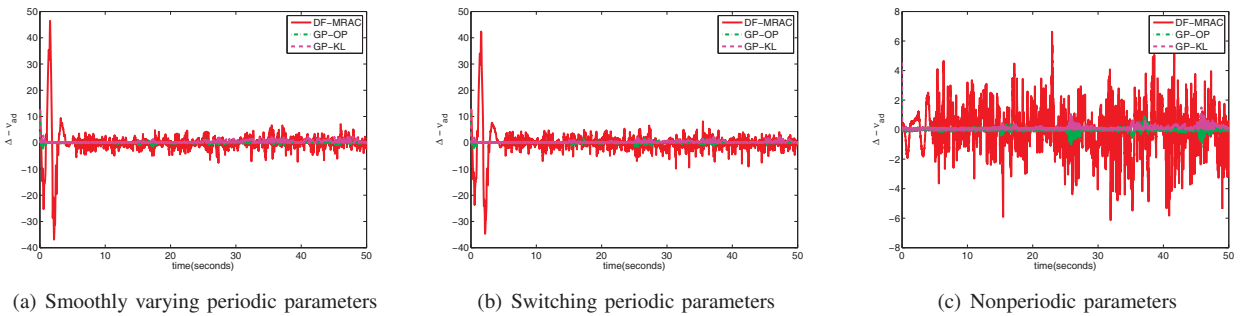 50
40
30
20
10
0
−10
−20
−30
−40
Δ − ν_ad
0 10 20 30 40 50
time(seconds)
DF−MRAC
GP−OP
GP−KL
(a) Smoothly varying periodic parameters
50
40
30
20
10
0
−10
−20
−30
−40
Δ − ν_ad
0 10 20 30 40 50
time(seconds)
DF−MRAC
GP−OP
GP−KL
(b) Switching periodic parameters
8
6
4
2
0
−2
−4
−6
−8
Δ − ν_ad
0 10 20 30 40 50
time(seconds)
DF−MRAC
GP−OP
GP−KL
(c) Nonperiodic parameters